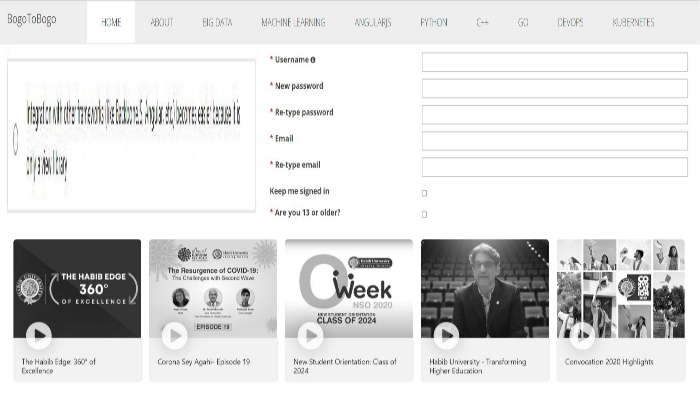 BogoToBogo
HOME ABOUT BIG DATA MACHINE LEARNING ANGULARJS PYTHON C++ GO DEVOPS KUBERNETES
Integration with other frameworks (like BackboneJS, Angular, etc.) becomes easier because it is
only a view library
* Username
* New password
* Re-type password
* Email
* Re-type email
Keep me signed in
* Are you 13 or older?
THE HABIB EDGE
360°
OF EXCELLENCE
The Habib Edge: 360° of
Excellence
Habib University
The Resurgence of COVID-19:
The Challenges with Second Wave
EPISODE 19
Corona Sey Agahi- Episode 19
Habib University
O Week
NSO 2020
NEW STUDENT ORIENTATION
CLASS OF 2024
New Student Orientation: Class of
2024
Habib University - Transforming
Higher Education
Convocation 2020 Highlights